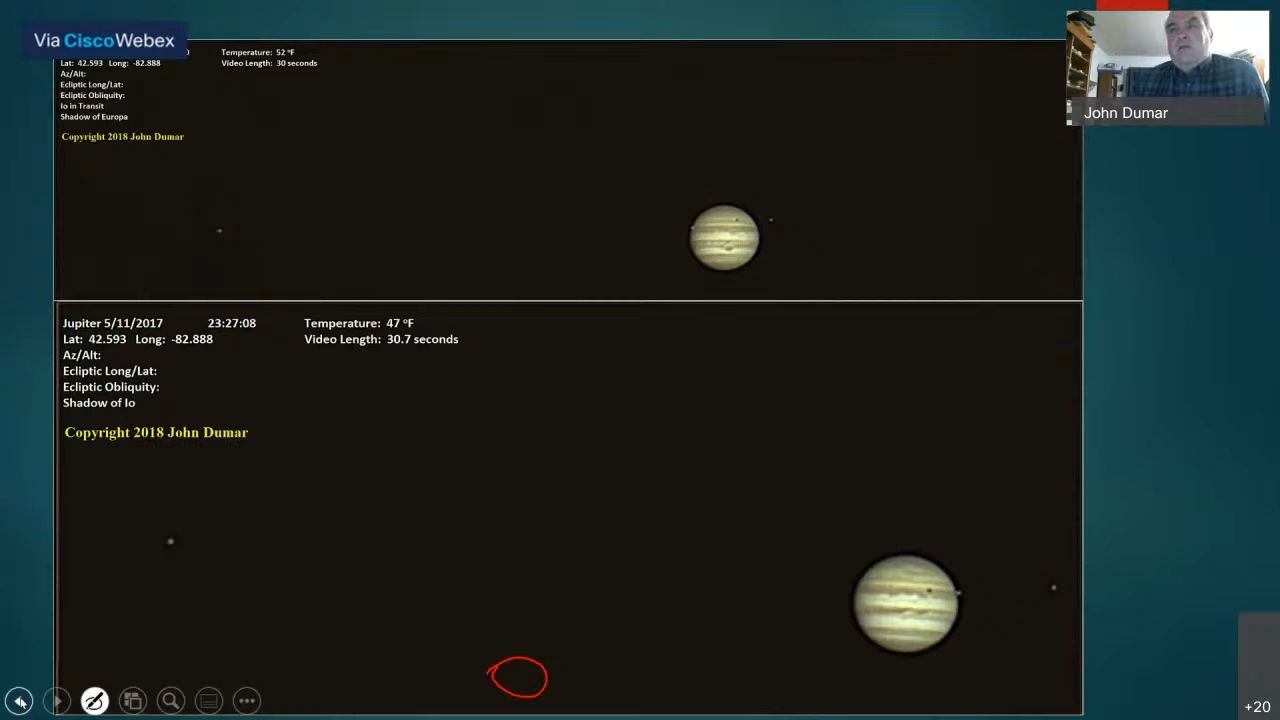 Via Cisco Webex
Temperature: 52 °F
Lat: 42.593 Long: -82.888
Video Length: 30 seconds
Az/Alt:
Ecliptic Long/Lat:
Ecliptic Obliquity:
Io in Transit
Shadow of Europa
Copyright 2018 John Dumar
John Dumar
Jupiter 5/11/2017 23:27:08 Temperature: 47 °F
Lat: 42.593 Long: -82.888 Video Length: 30.7 seconds
Az/Alt:
Ecliptic Long/Lat:
Ecliptic Obliquity:
Shadow of Io
Copyright 2018 John Dumar
+20